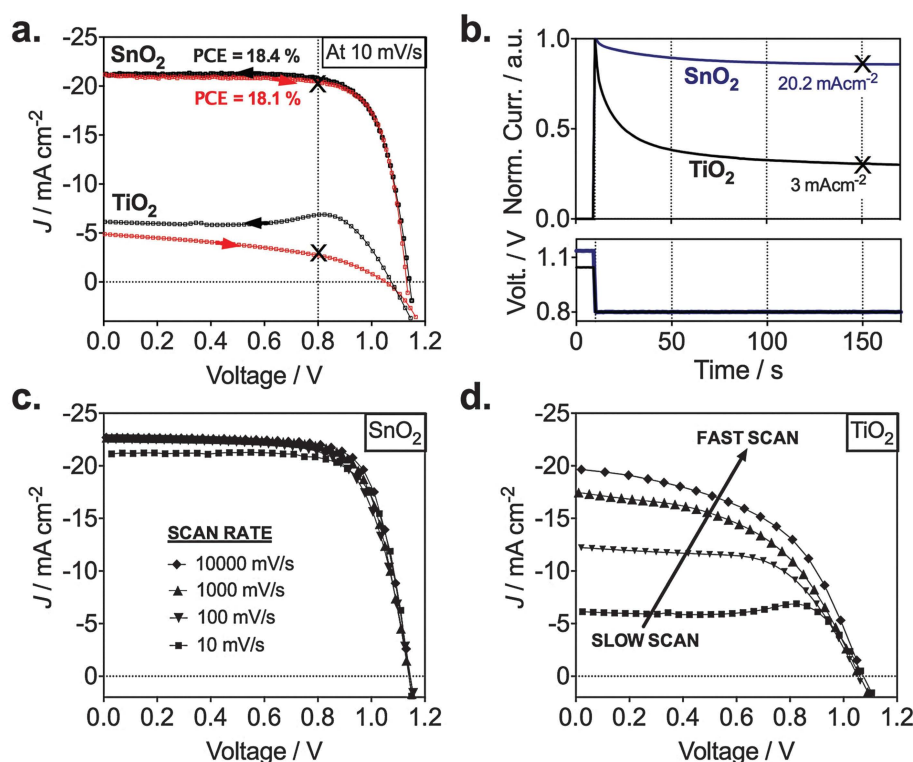 a.
SnO₂
PCE = 18.4 %
At 10 mV/s
PCE = 18.1 %
TiO₂
J / mA cm⁻²
-25
-20
-15
-10
-5
0
0.0 0.2 0.4 0.6 0.8 1.0 1.2
Voltage / V
b.
Norm. Curr. / a.u.
1.0
0.5
0.0
SnO₂
20.2 mAcm⁻²
TiO₂
3 mAcm⁻²
Volt. / V
1.1
0.8
0 50 100 150
Time / s
c.
SnO₂
J / mA cm⁻²
-25
-20
-15
-10
-5
0
SCAN RATE
10000 mV/s
1000 mV/s
100 mV/s
10 mV/s
0.0 0.2 0.4 0.6 0.8 1.0 1.2
Voltage / V
d.
TiO₂
J / mA cm⁻²
-25
-20
-15
-10
-5
0
FAST SCAN
SLOW SCAN
0.0 0.2 0.4 0.6 0.8 1.0 1.2
Voltage / V